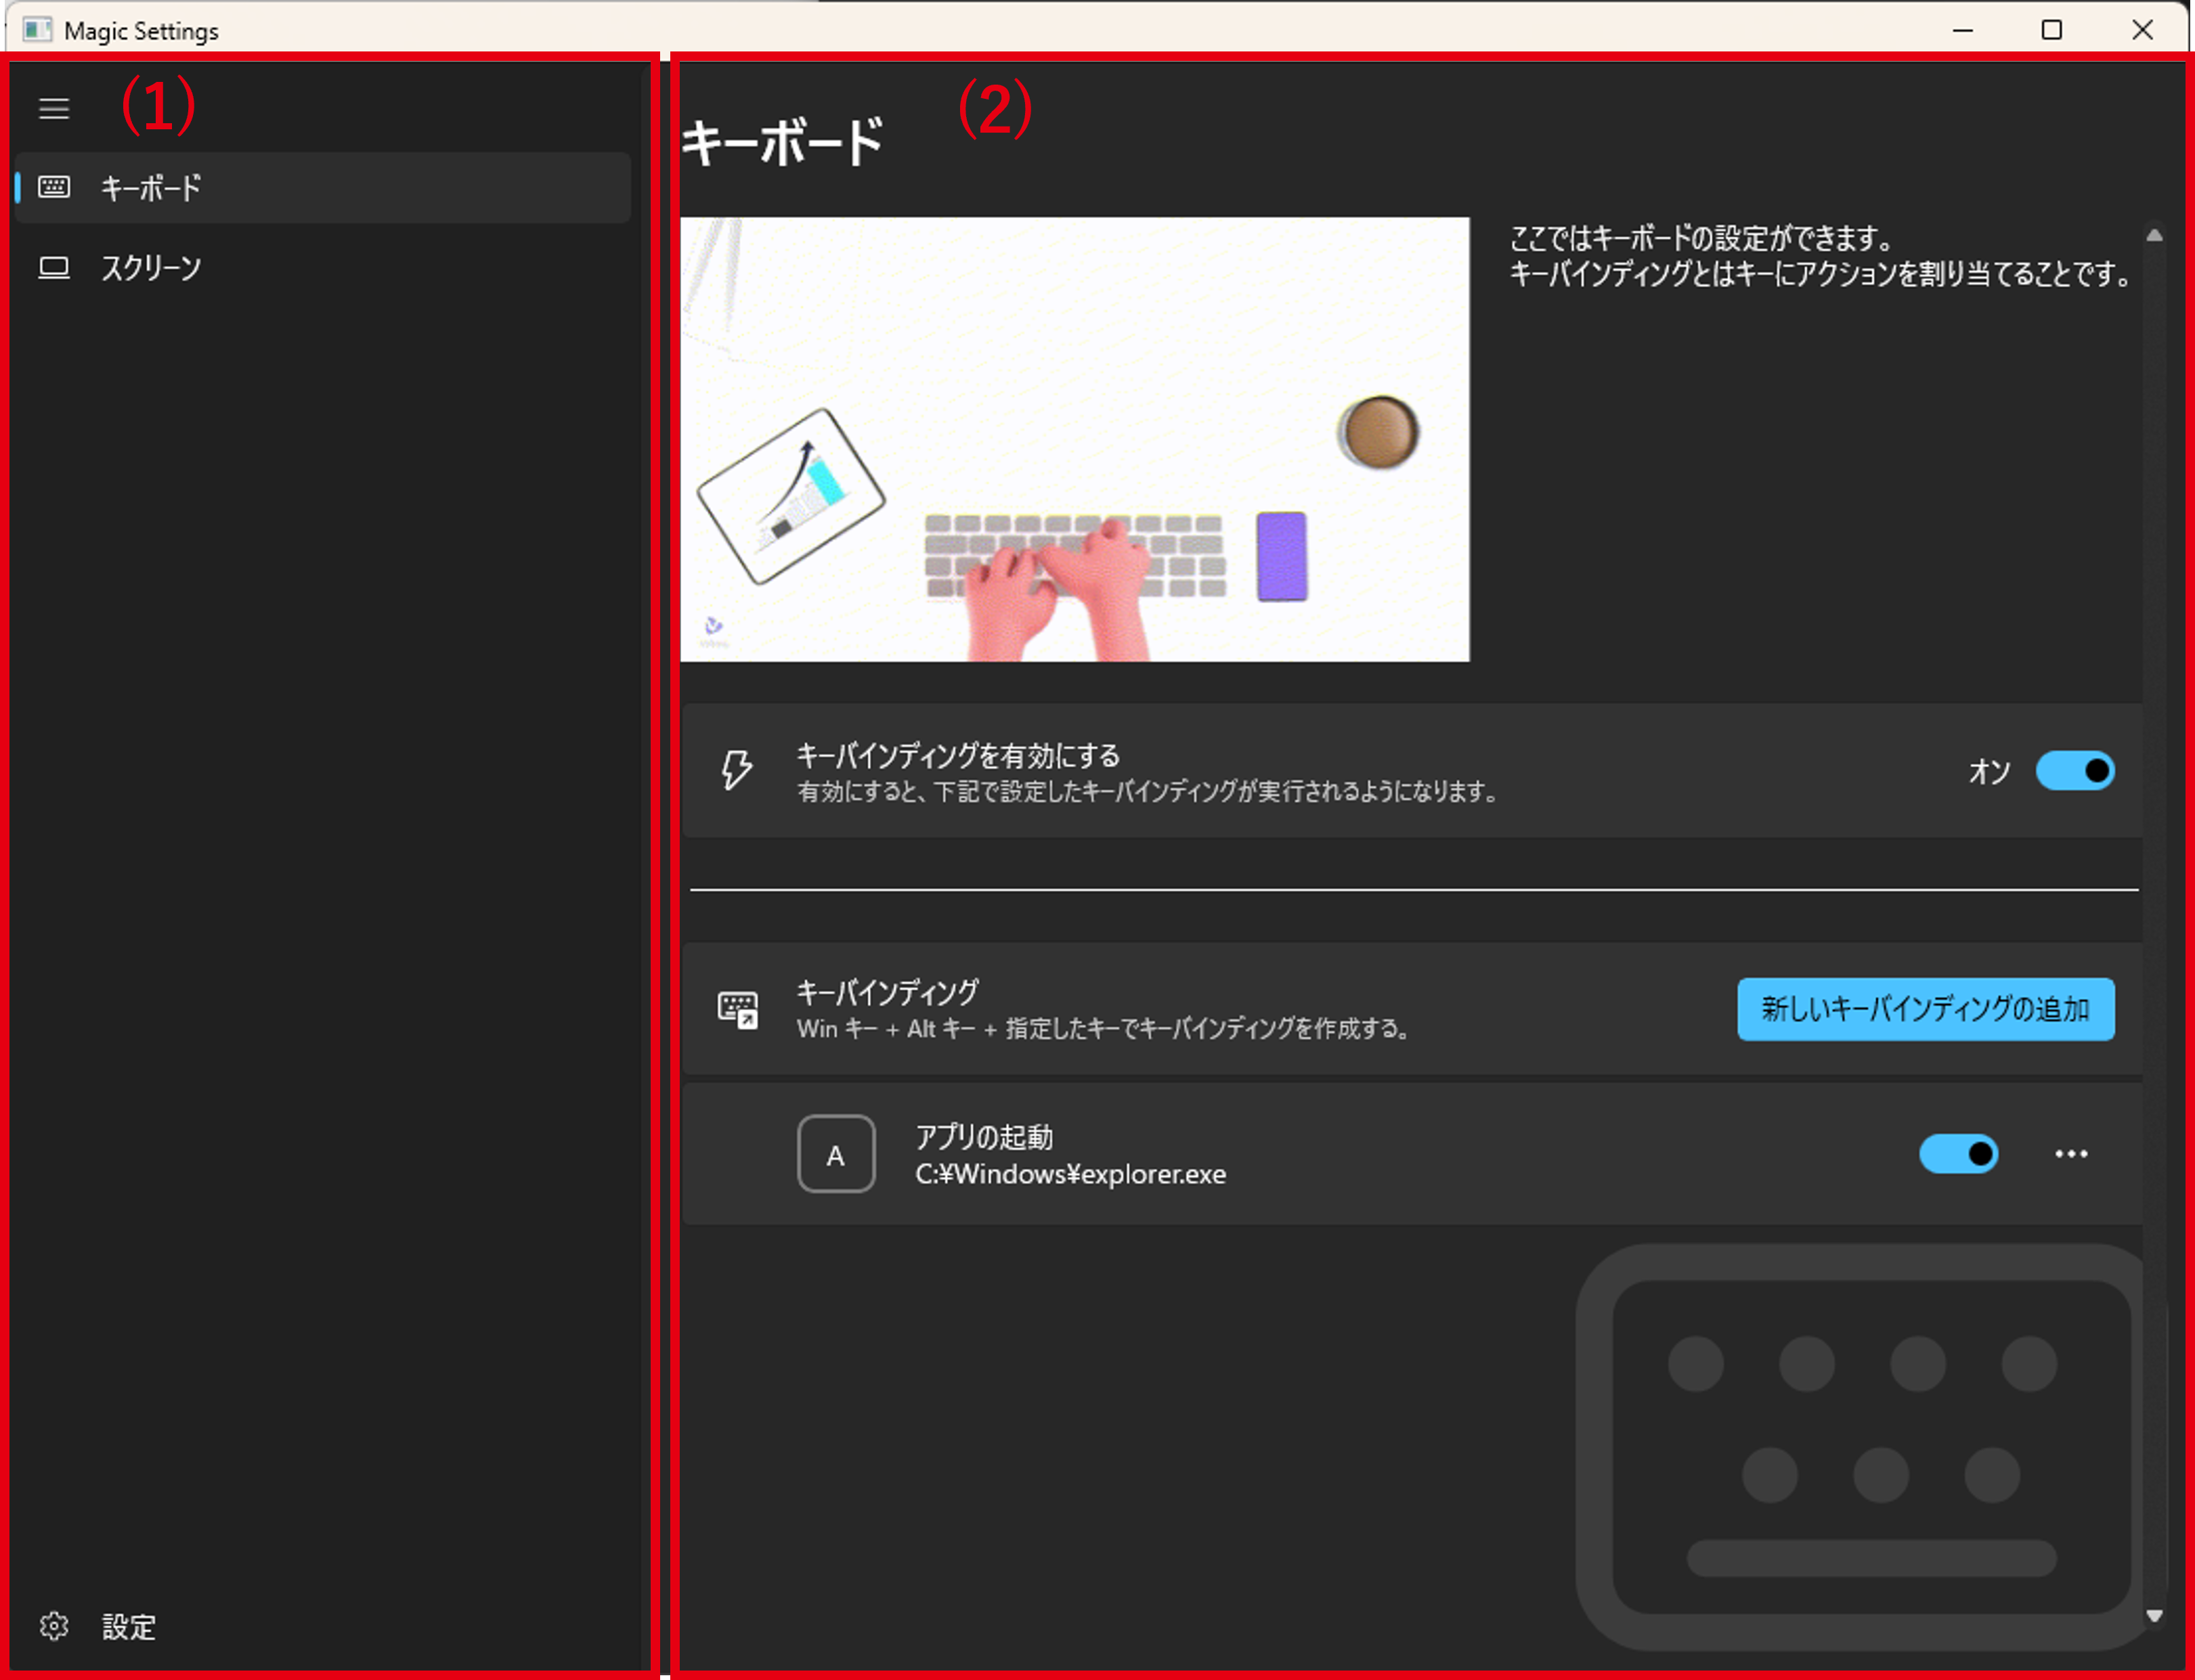 Magic Settings
(1)
キーボード
スクリーン
設定
(2)
キーボード
ここではキーボードの設定ができます。
キーバインディングとはキーにアクションを割り当てることです。
キーバインディングを有効にする
有効にすると、下記で設定したキーバインディングが実行されるようになります。
オン
キーバインディング
Win キー + Alt キー + 指定したキーでキーバインディングを作成する。
新しいキーバインディングの追加
A
アプリの起動
C:¥Windows¥explorer.exe